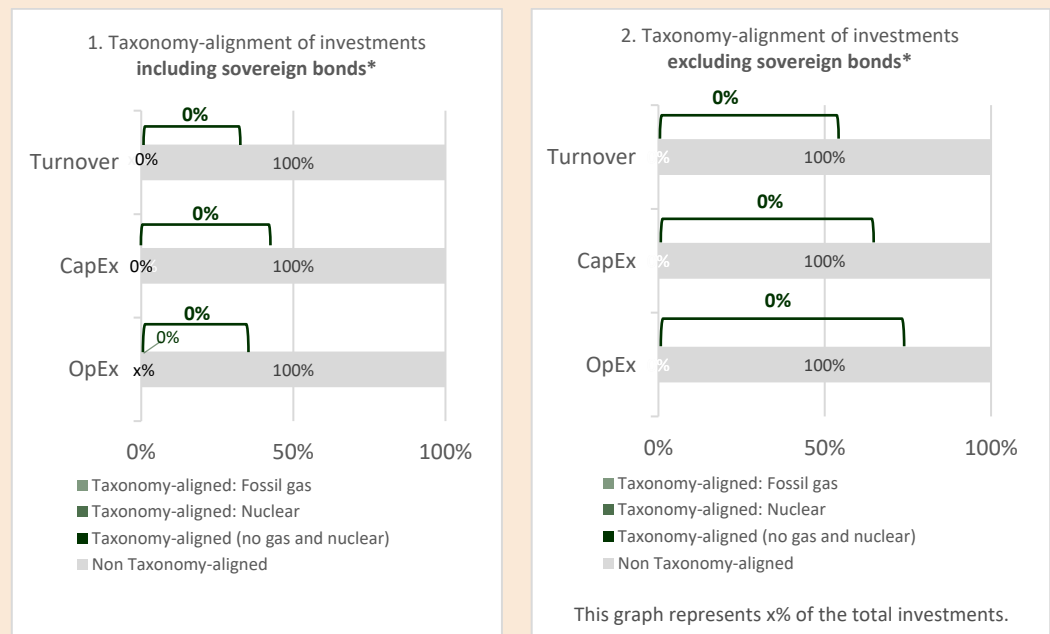 1. Taxonomy-alignment of investments
including sovereign bonds*
0%
Turnover 0% 100%
0%
CapEx 0% 100%
0%
0%
OpEx x% 100%
0% 50% 100%
Taxonomy-aligned: Fossil gas
Taxonomy-aligned: Nuclear
Taxonomy-aligned (no gas and nuclear)
Non Taxonomy-aligned
2. Taxonomy-alignment of investments
excluding sovereign bonds*
0%
Turnover 100%
0%
CapEx 100%
0%
OpEx 100%
0% 50% 100%
Taxonomy-aligned: Fossil gas
Taxonomy-aligned: Nuclear
Taxonomy-aligned (no gas and nuclear)
Non Taxonomy-aligned
This graph represents x% of the total investments.